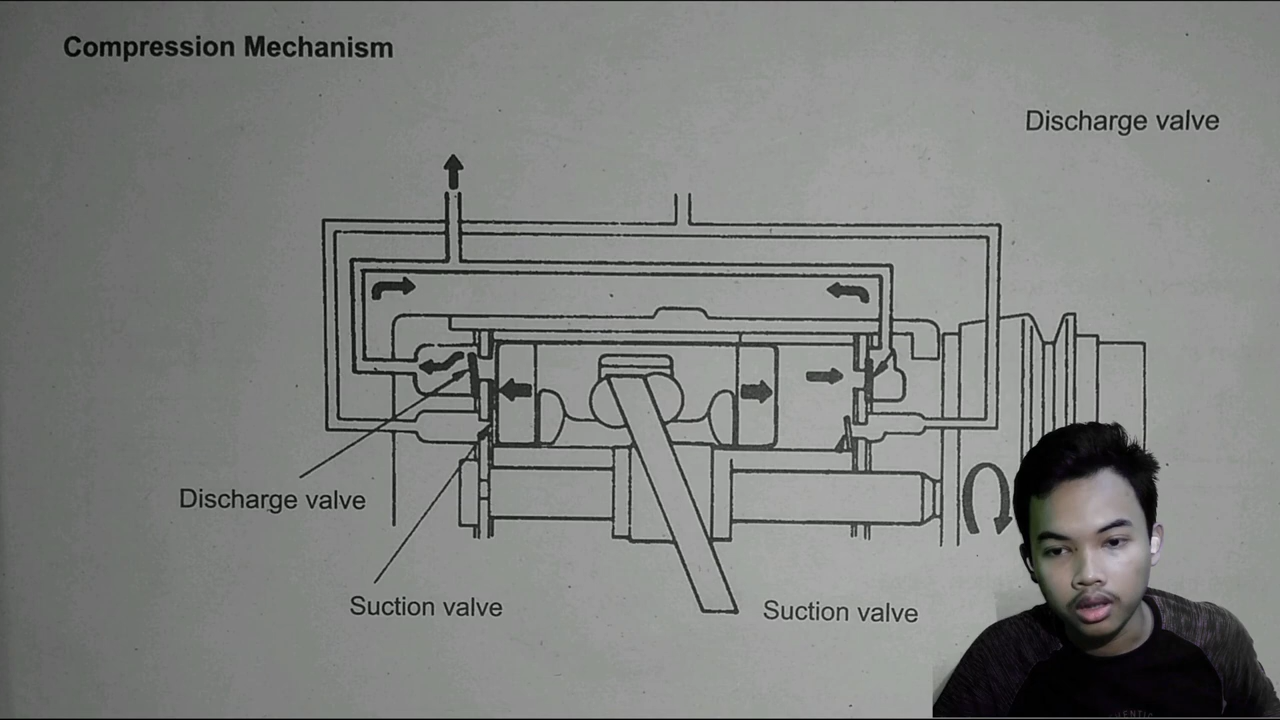 Compression Mechanism
Discharge valve
Discharge valve
Suction valve
Suction valve